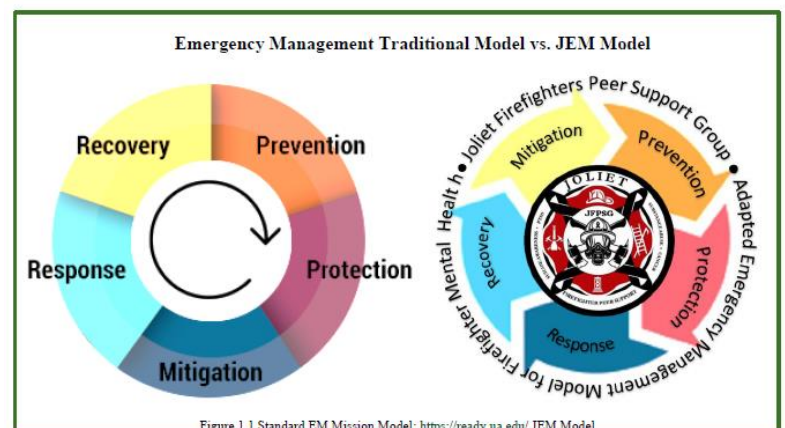 Emergency Management Traditional Model vs. JEM Model
Recovery
Prevention
Response
Protection
Mitigation
Joliet Firefighters Peer Support Group • Adapted Emergency Management Model for Firefighter Mental Healt h •
Mitigation
Prevention
Protection
Response
Recovery
JOLIET
JFPSG
FIREFIGHTER PEER SUPPORT
Figure 1.1 Standard EM Mission Model: https://ready.ua.edu/ JEM Model